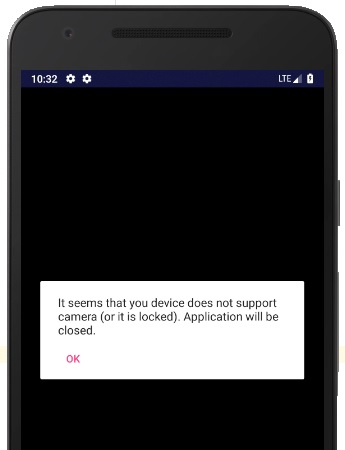 10:32 LTE
It seems that you device does not support
camera (or it is locked). Application will be
closed.
OK